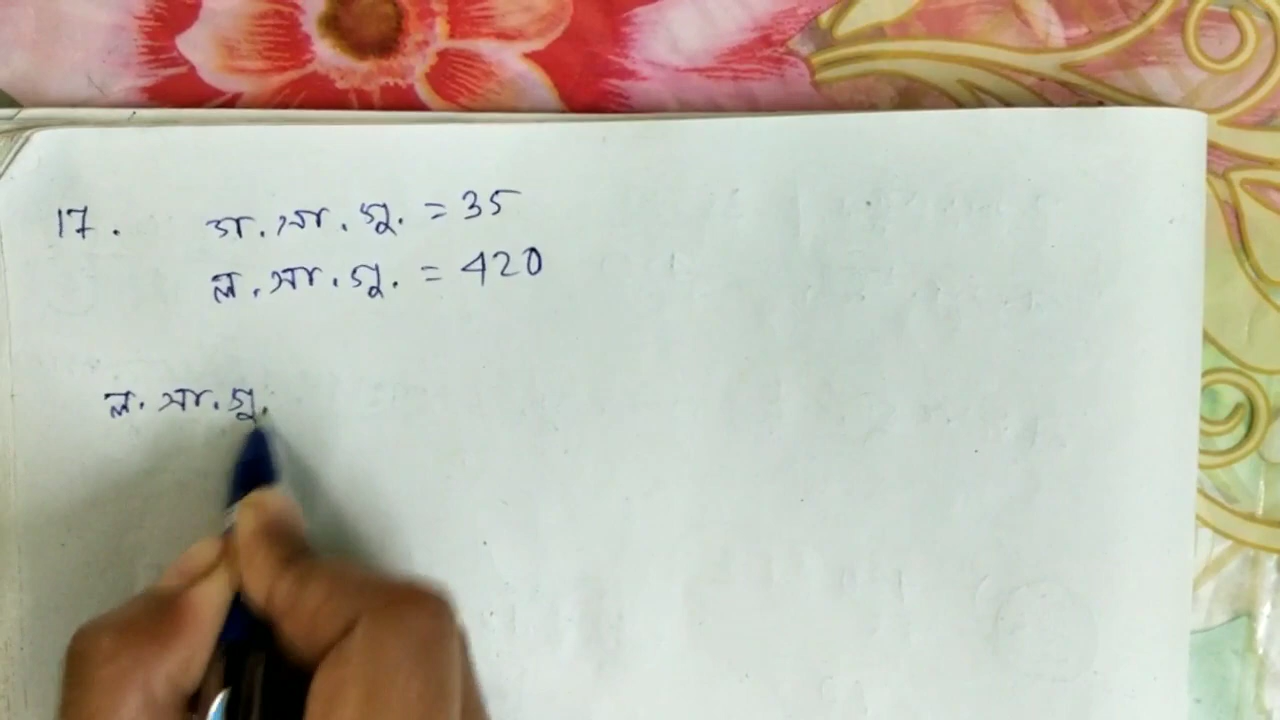 17. ভা. সা. গু. = 35
ল. সা. গু. = 420
ল. সা. গু.